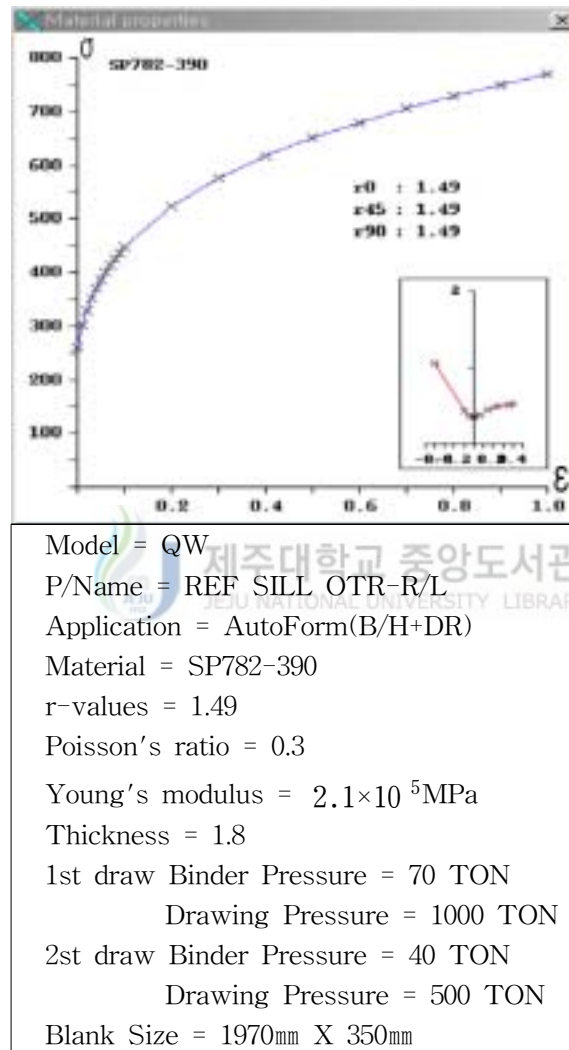 Material properties
σ
SP782-390
800
700
600
500
400
300
200
100
r0 : 1.49
r45 : 1.49
r90 : 1.49
2
ε
0.2 0.4 0.6 0.8 1.0
Model = QW
제주대학교 중앙도서관
P/Name = REF SILL OTR-R/L
JEJU NATIONAL UNIVERSITY LIBRAR
Application = AutoForm(B/H+DR)
Material = SP782-390
r-values = 1.49
Poisson's ratio = 0.3
Young's modulus = 2.1×10 ⁵MPa
Thickness = 1.8
1st draw Binder Pressure = 70 TON
Drawing Pressure = 1000 TON
2st draw Binder Pressure = 40 TON
Drawing Pressure = 500 TON
Blank Size = 1970㎜ X 350㎜